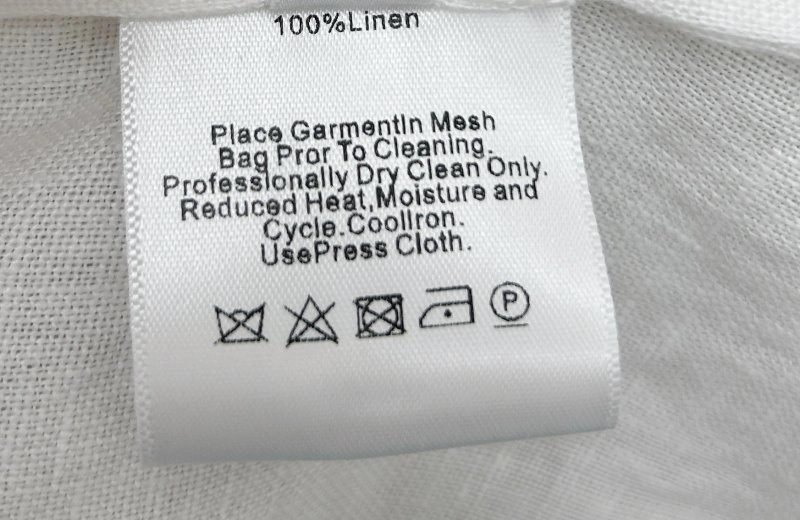 100%Linen
Place GarmentIn Mesh
Bag Pror To Cleaning.
Professionally Dry Clean Only.
Reduced Heat,Moisture and
Cycle.CoolIron.
UsePress Cloth.
P